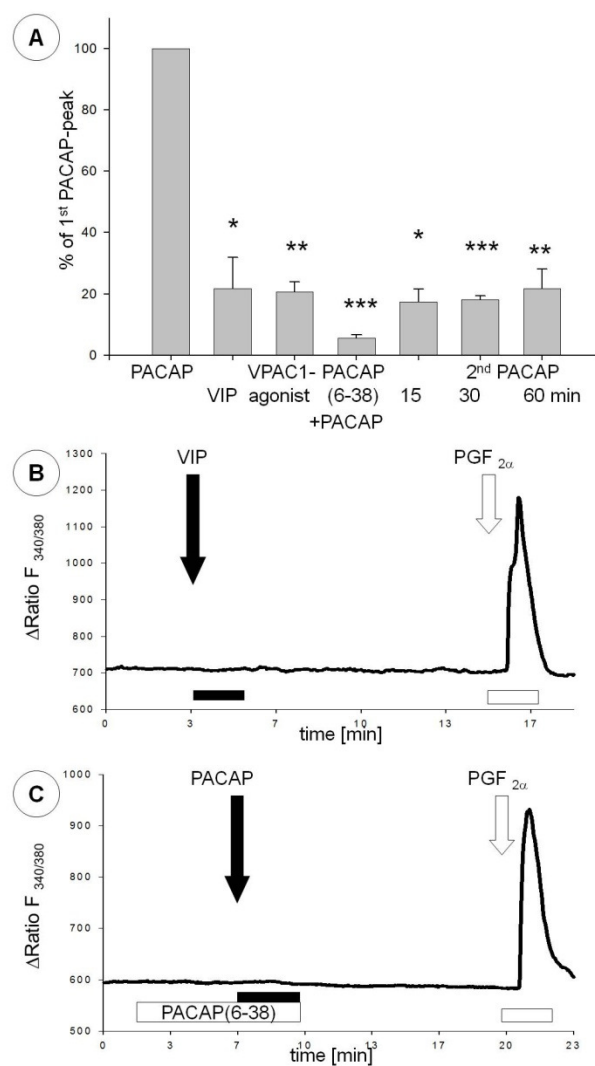 A
% of 1st PACAP-peak
100
80
60
40
20
0
*
**
***
*
***
**
PACAP VPAC1- PACAP 2nd PACAP
VIP agonist (6-38) 15 30 60 min
+PACAP
B
VIP PGF 2α
ΔRatio F 340/380
1300
1200
1100
1000
900
800
700
600
0 3 7 10 13 17
time [min]
C
PACAP PGF 2α
ΔRatio F 340/380
1000
900
800
700
600
500
PACAP(6-38)
0 3 7 10 13 17 20 23
time [min]